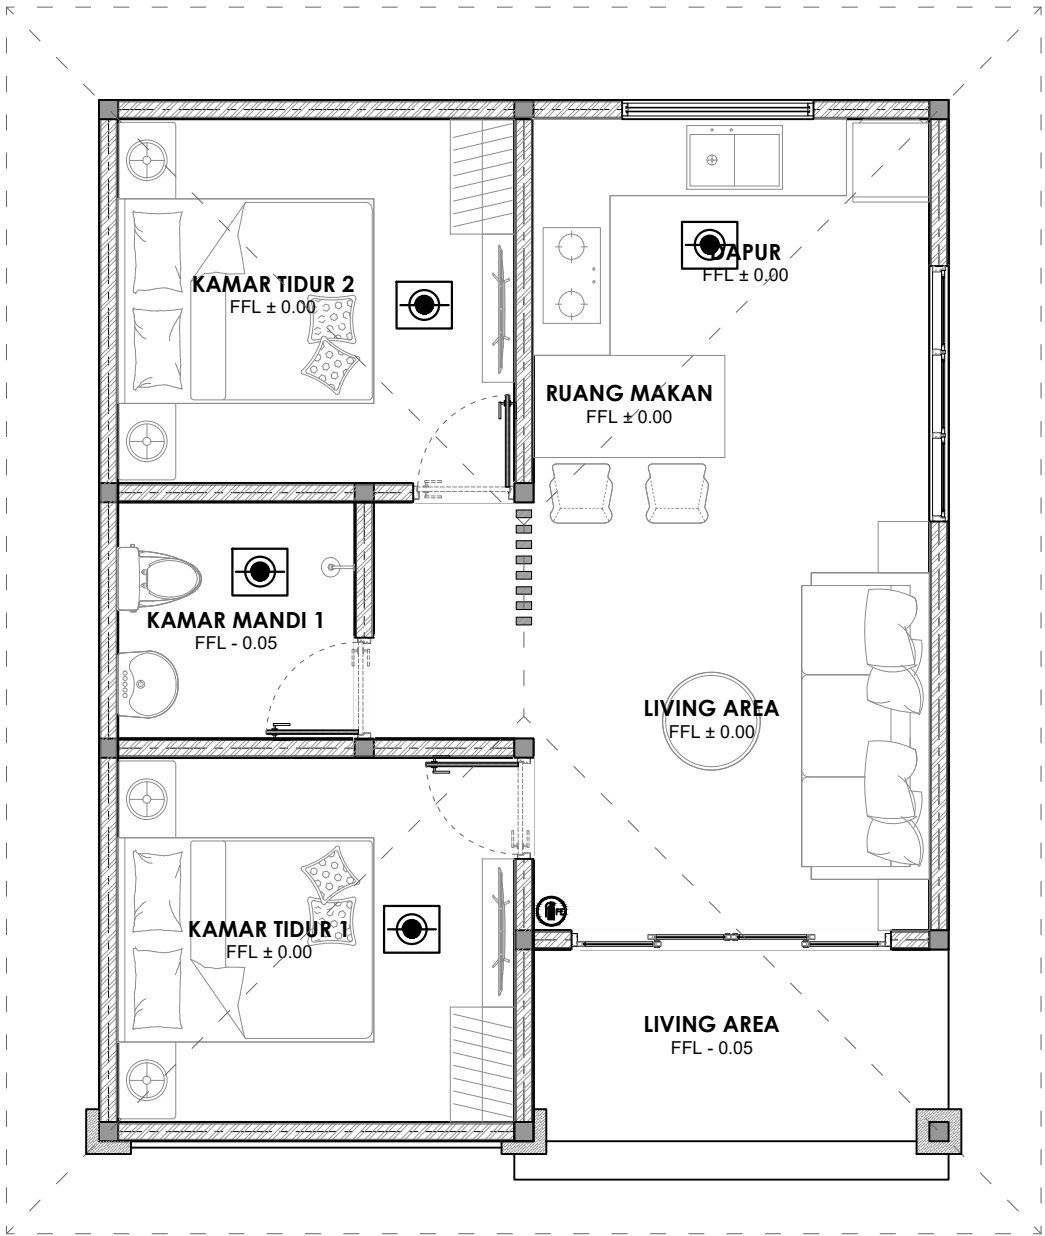 DAPUR
FFL ± 0.00
KAMAR TIDUR 2
FFL ± 0.00
RUANG MAKAN
FFL ± 0.00
KAMAR MANDI 1
FFL - 0.05
LIVING AREA
FFL ± 0.00
FE
KAMAR TIDUR 1
FFL ± 0.00
LIVING AREA
FFL - 0.05